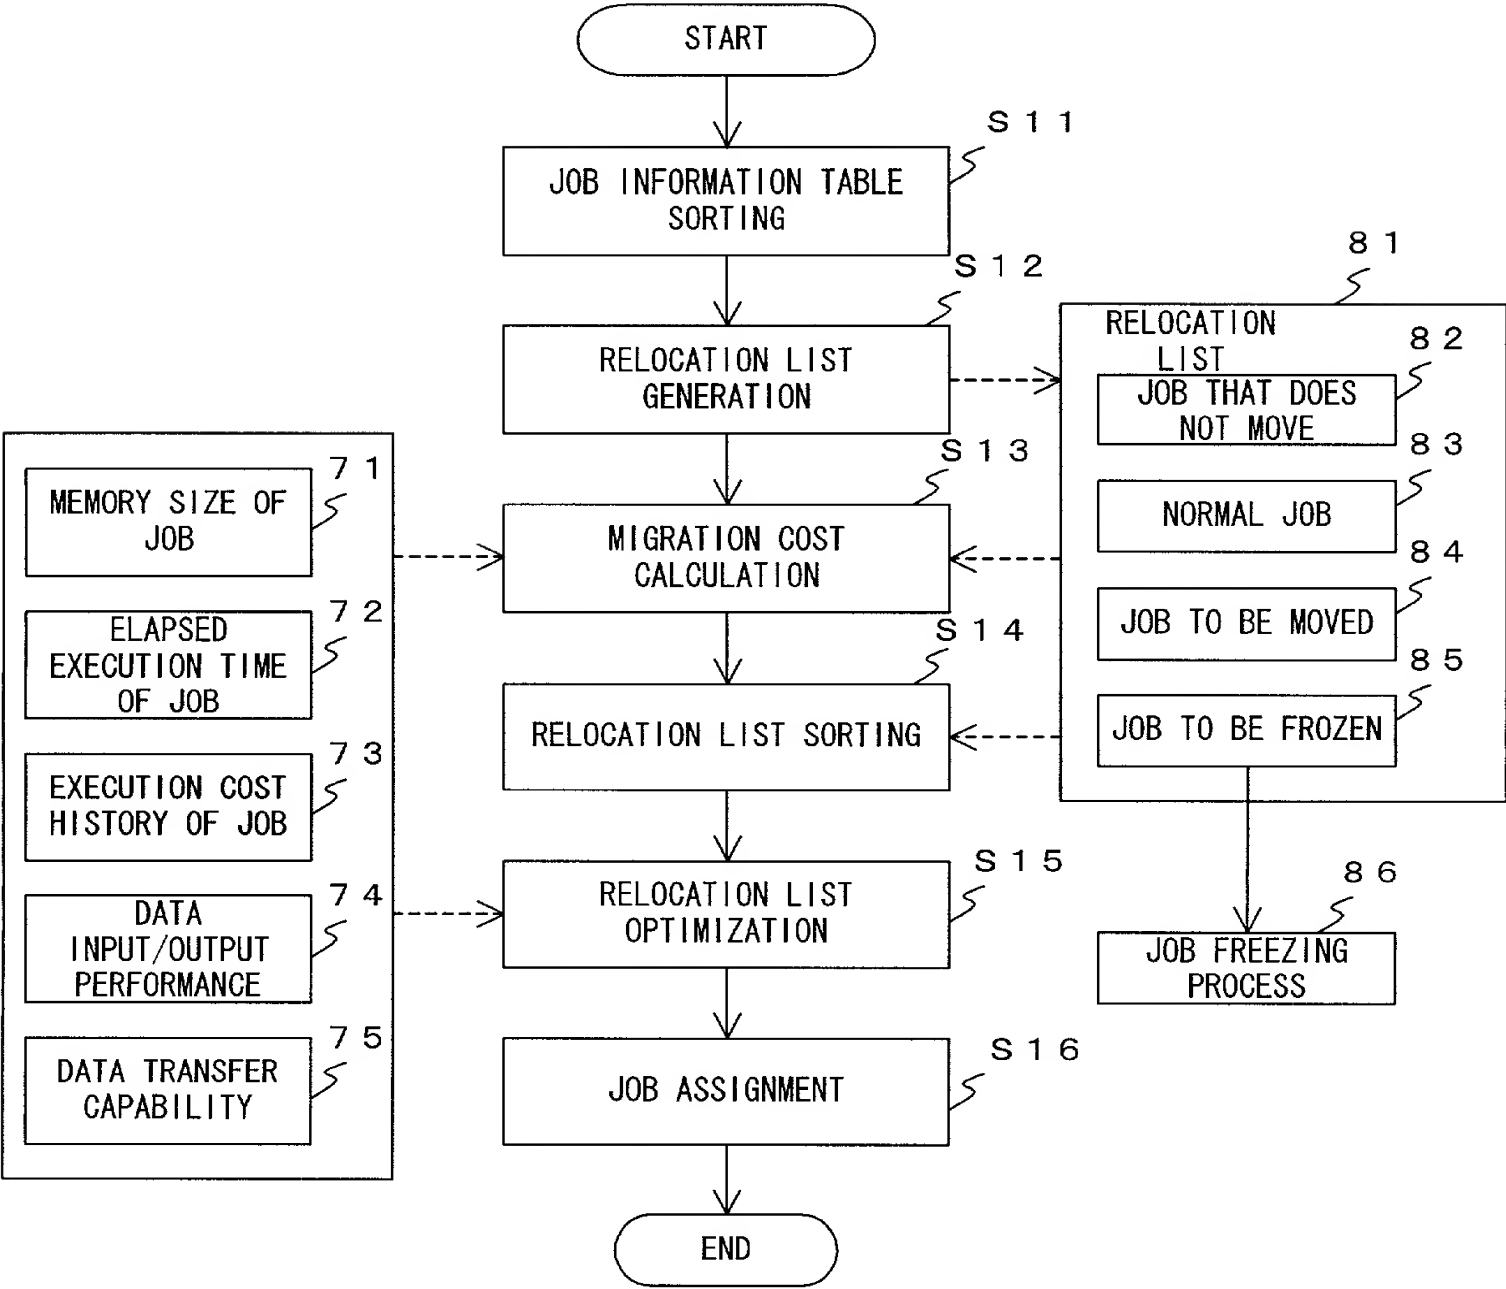 START
S11
JOB INFORMATION TABLE
SORTING
S12
RELOCATION LIST
GENERATION
S13
MIGRATION COST
CALCULATION
S14
RELOCATION LIST SORTING
S15
RELOCATION LIST
OPTIMIZATION
S16
JOB ASSIGNMENT
END
71
MEMORY SIZE OF
JOB
72
ELAPSED
EXECUTION TIME
OF JOB
73
EXECUTION COST
HISTORY OF JOB
74
DATA
INPUT/OUTPUT
PERFORMANCE
75
DATA TRANSFER
CAPABILITY
81
RELOCATION
LIST
82
JOB THAT DOES
NOT MOVE
83
NORMAL JOB
84
JOB TO BE MOVED
85
JOB TO BE FROZEN
86
JOB FREEZING
PROCESS